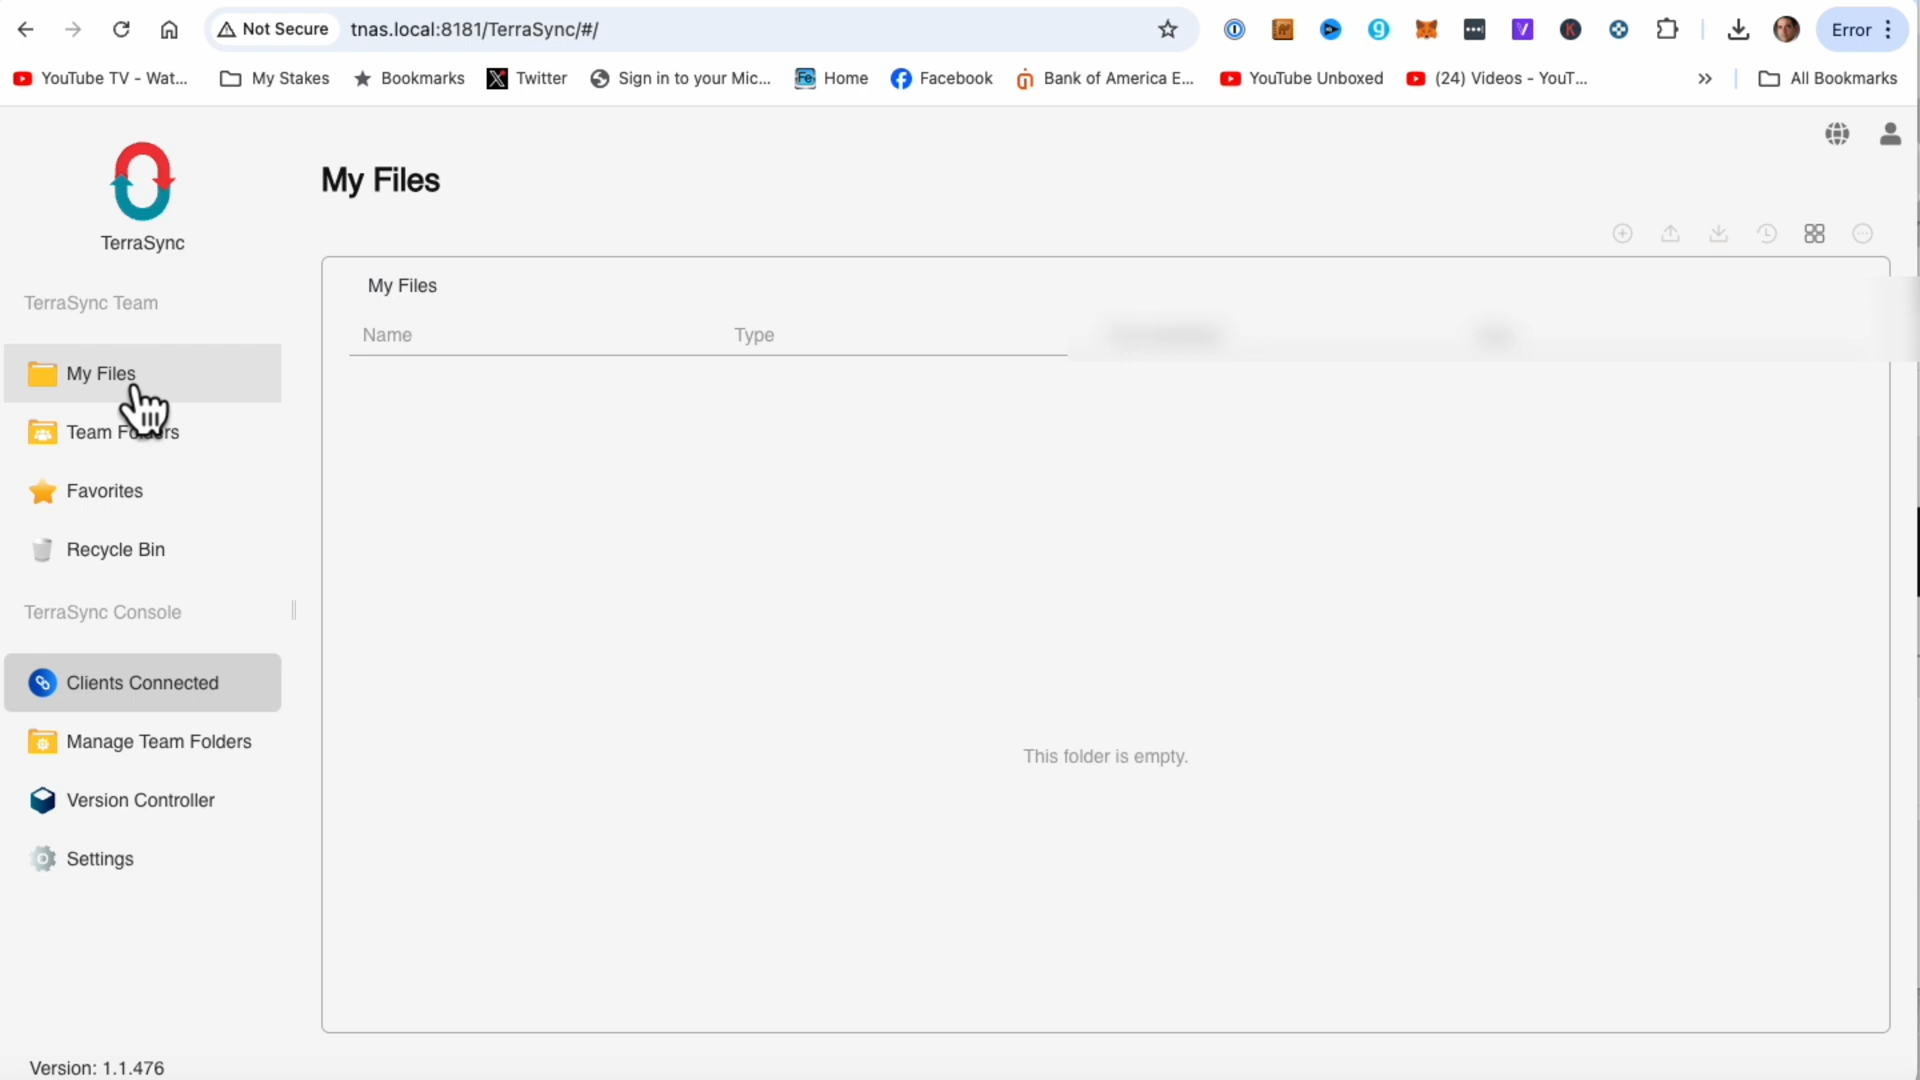 Not Secure
tnas.local:8181/TerraSync/#/
Error
YouTube TV - Wat...
My Stakes
Bookmarks
Twitter
Sign in to your Mic...
Home
Facebook
Bank of America E...
YouTube Unboxed
(24) Videos - YouT...
All Bookmarks
TerraSync
My Files
TerraSync Team
My Files
Team Folders
Favorites
Recycle Bin
TerraSync Console
Clients Connected
Manage Team Folders
Version Controller
Settings
Version: 1.1.476
My Files
Name
Type
This folder is empty.